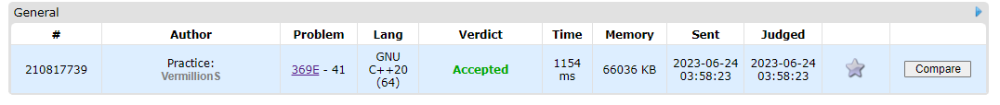 General
# Author Problem Lang Verdict Time Memory Sent Judged
210817739 Practice: VermillionS 369E - 41 GNU C++20 (64) Accepted 1154 ms 66036 KB 2023-06-24 03:58:23 2023-06-24 03:58:23 Compare